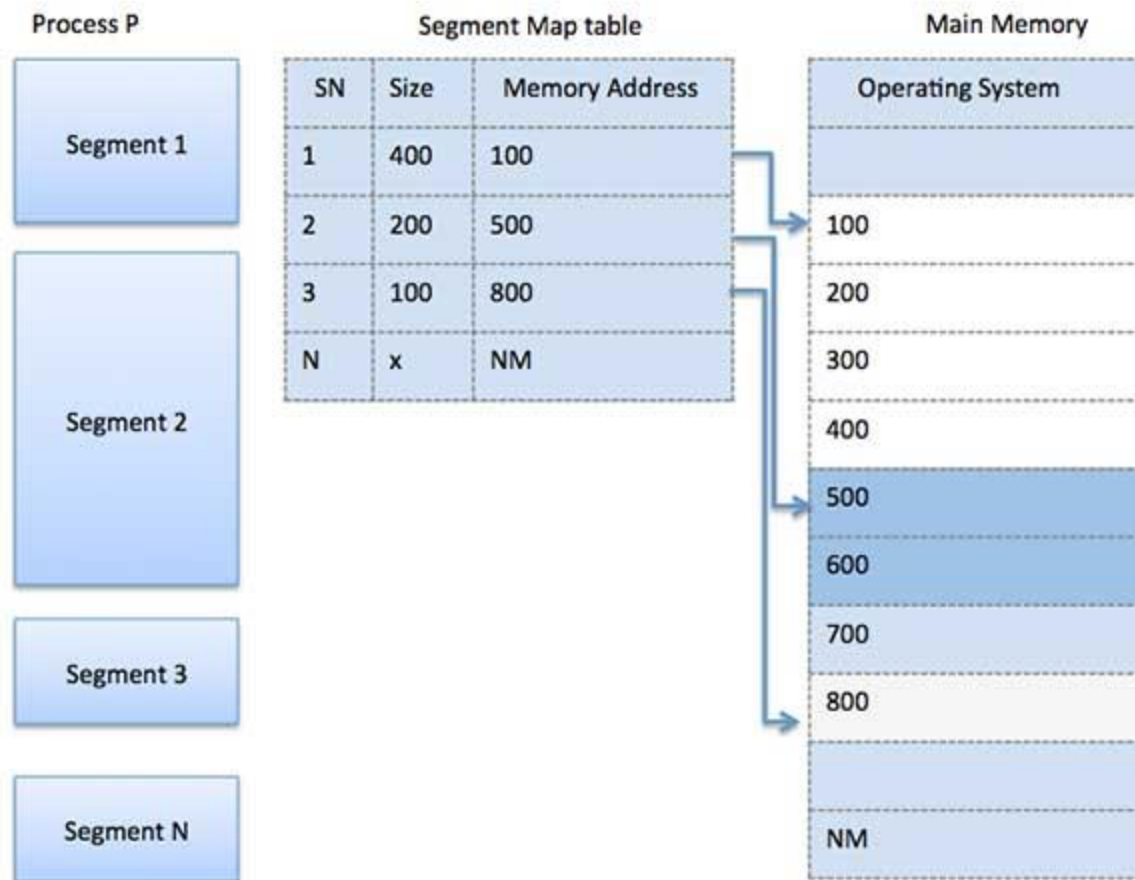 Process P
Segment Map table
Main Memory
Segment 1
Segment 2
Segment 3
Segment N
SN Size Memory Address
1 400 100
2 200 500
3 100 800
N x NM
Operating System
100
200
300
400
500
600
700
800
NM